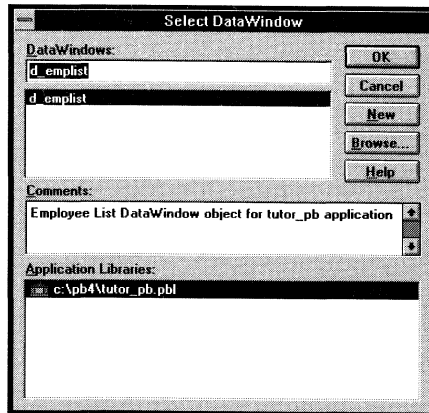 Select DataWindow
DataWindows:
d_emplist
d_emplist
OK
Cancel
New
Browse...
Help
Comments:
Employee List DataWindow object for tutor_pb application
Application Libraries:
c:\pb4\tutor_pb.pbl